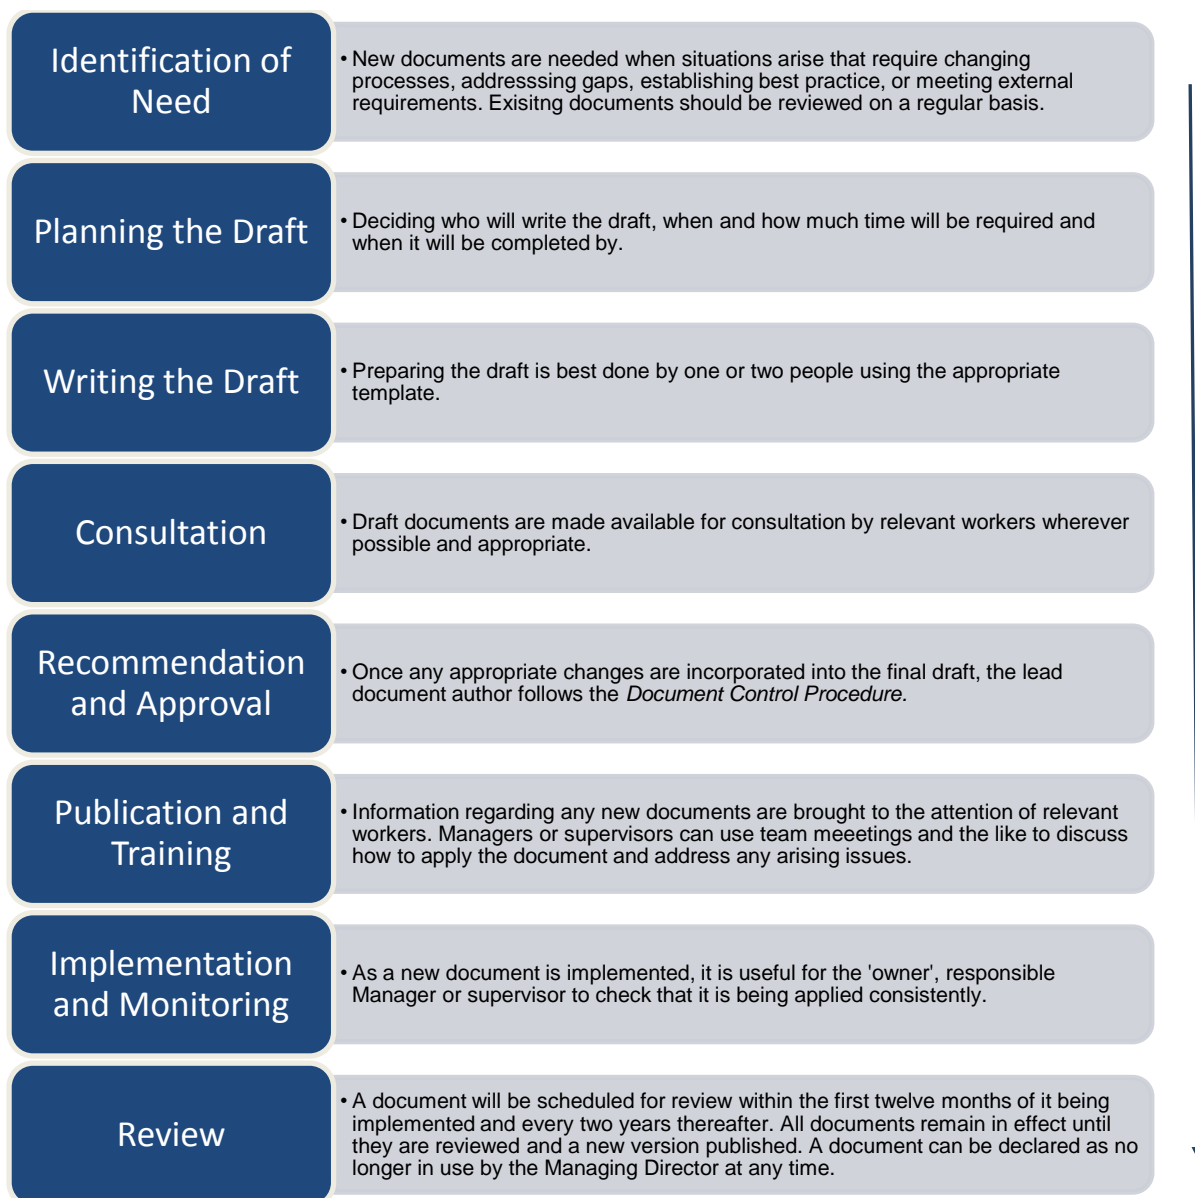 Identification of
Need
• New documents are needed when situations arise that require changing
processes, addresssing gaps, establishing best practice, or meeting external
requirements. Exisitng documents should be reviewed on a regular basis.
Planning the Draft
• Deciding who will write the draft, when and how much time will be required and
when it will be completed by.
Writing the Draft
• Preparing the draft is best done by one or two people using the appropriate
template.
Consultation
• Draft documents are made available for consultation by relevant workers wherever
possible and appropriate.
Recommendation
and Approval
• Once any appropriate changes are incorporated into the final draft, the lead
document author follows the Document Control Procedure.
Publication and
Training
• Information regarding any new documents are brought to the attention of relevant
workers. Managers or supervisors can use team meeetings and the like to discuss
how to apply the document and address any arising issues.
Implementation
and Monitoring
• As a new document is implemented, it is useful for the 'owner', responsible
Manager or supervisor to check that it is being applied consistently.
Review
• A document will be scheduled for review within the first twelve months of it being
implemented and every two years thereafter. All documents remain in effect until
they are reviewed and a new version published. A document can be declared as no
longer in use by the Managing Director at any time.